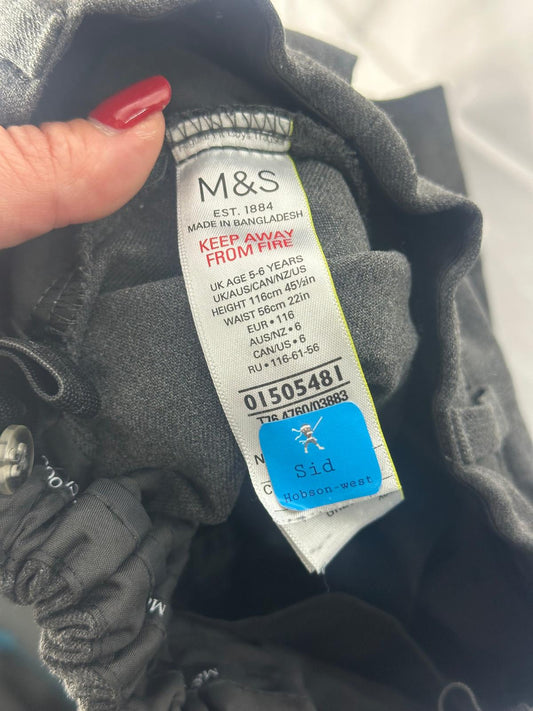 M&S
EST. 1884
MADE IN BANGLADESH
KEEP AWAY
FROM FIRE
UK AGE 5-6 YEARS
UK/AUS/CAN/NZ/US
HEIGHT 116cm 45½in
WAIST 56cm 22in
EUR • 116
AUS/NZ • 6
CAN/US • 6
RU • 116-61-56
01505481
T76 4760/03883
Sid
Hobson-west